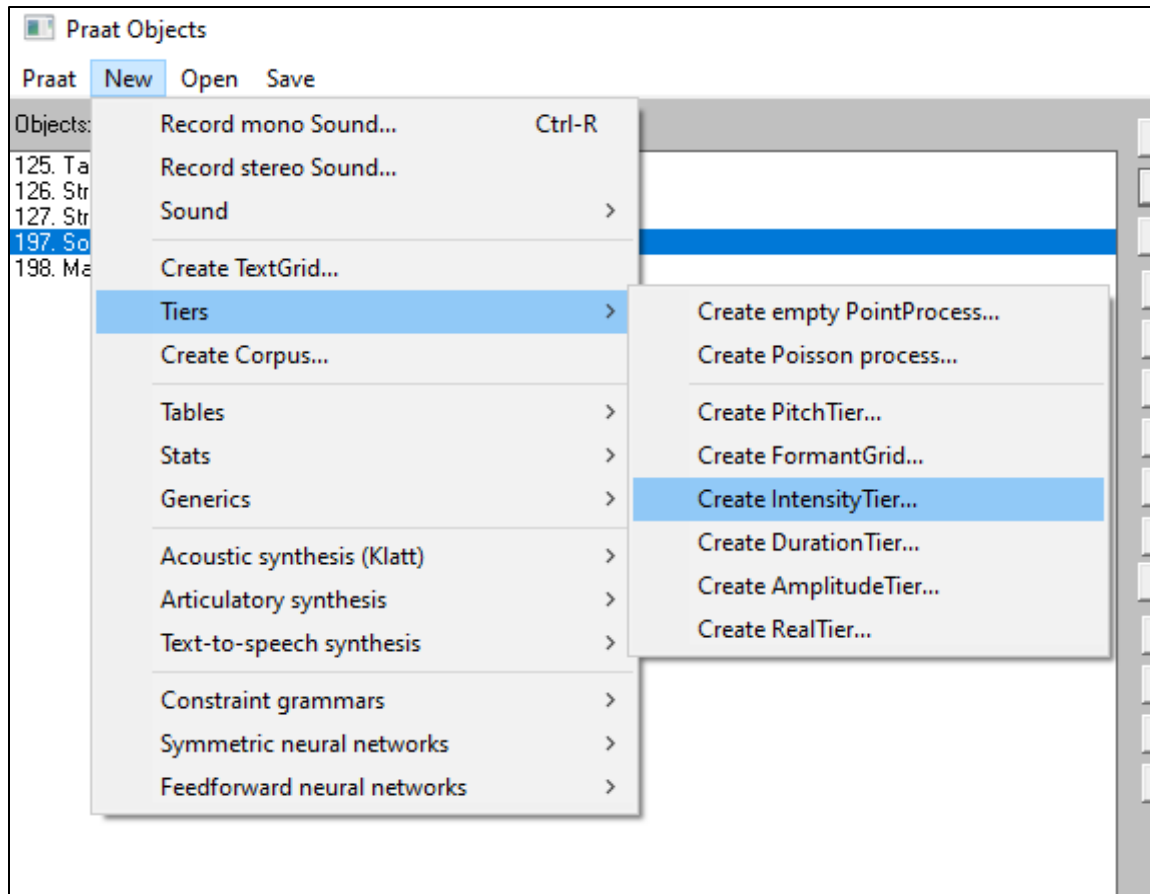 Praat Objects
Praat New Open Save
Objects:
125. Ta
126. Str
127. Str
197. So
198. Ma
Record mono Sound... Ctrl-R
Record stereo Sound...
Sound
Create TextGrid...
Tiers
Create Corpus...
Tables
Stats
Generics
Acoustic synthesis (Klatt)
Articulatory synthesis
Text-to-speech synthesis
Constraint grammars
Symmetric neural networks
Feedforward neural networks
Create empty PointProcess...
Create Poisson process...
Create PitchTier...
Create FormantGrid...
Create IntensityTier...
Create DurationTier...
Create AmplitudeTier...
Create RealTier...